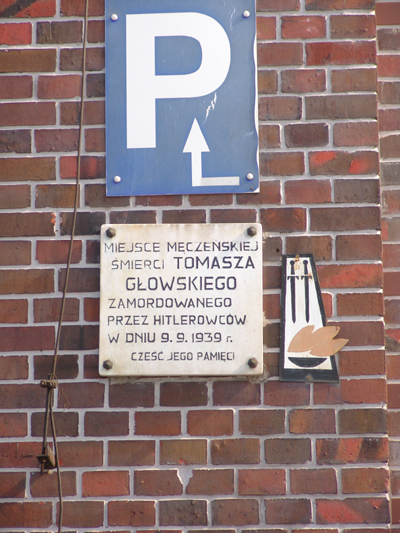 P
MIEJSCE MĘCZEŃSKIEJ
ŚMIERCI TOMASZA
GŁOWSKIEGO
ZAMORDOWANEGO
PRZEZ HITLEROWCÓW
W DNIU 9. 9. 1939 r.
CZEŚĆ JEGO PAMIĘCI